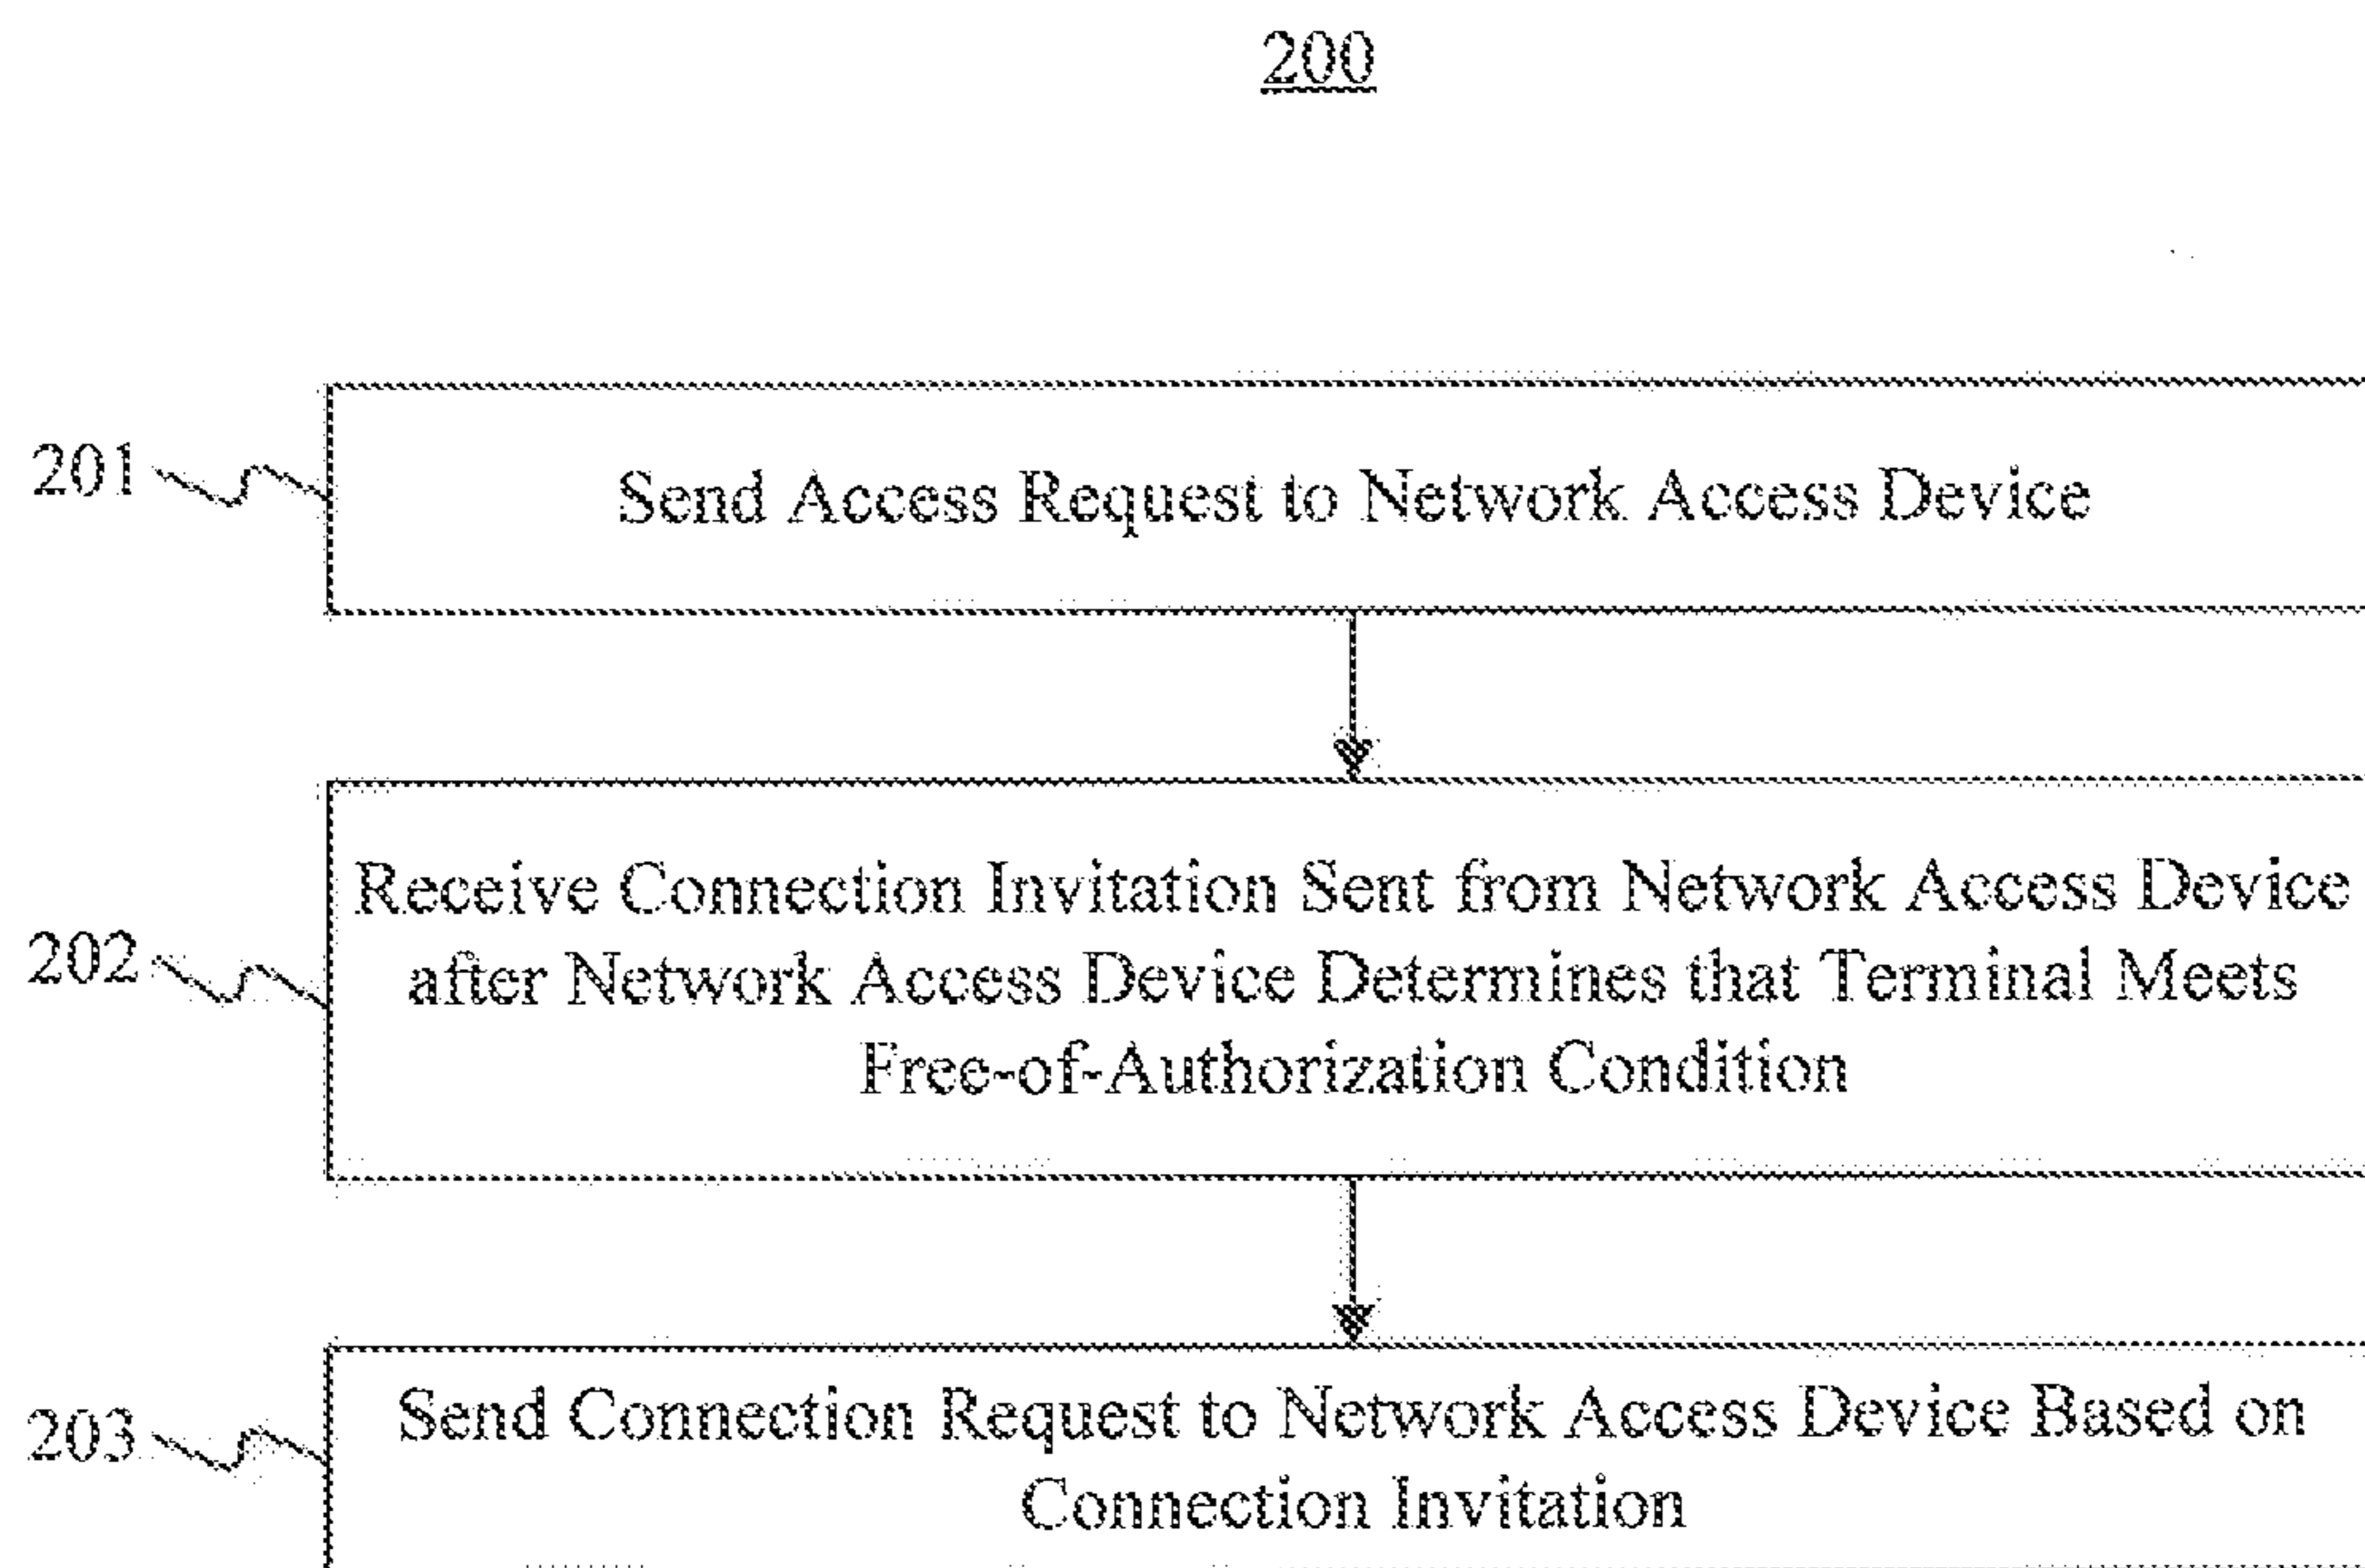 200
201
Send Access Request to Network Access Device
202
Receive Connection Invitation Sent from Network Access Device
after Network Access Device Determines that Terminal Meets
Free-of-Authorization Condition
203
Send Connection Request to Network Access Device Based on
Connection Invitation